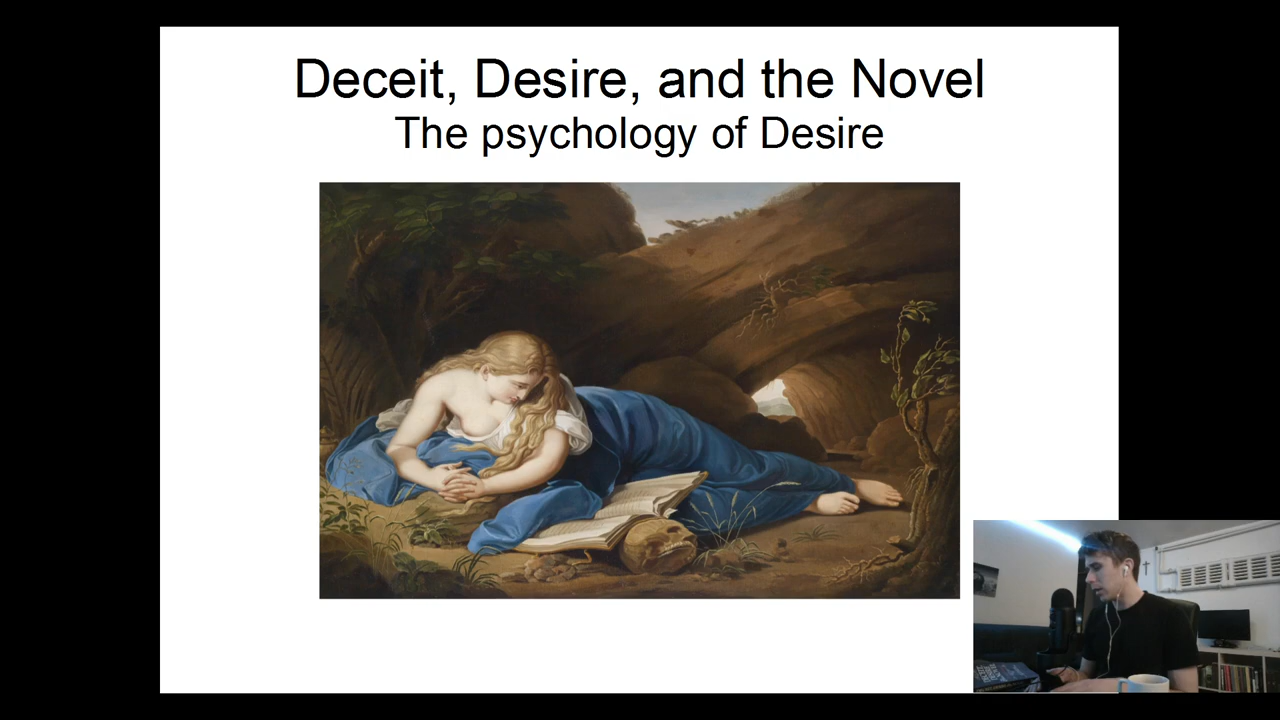 Deceit, Desire, and the Novel
The psychology of Desire